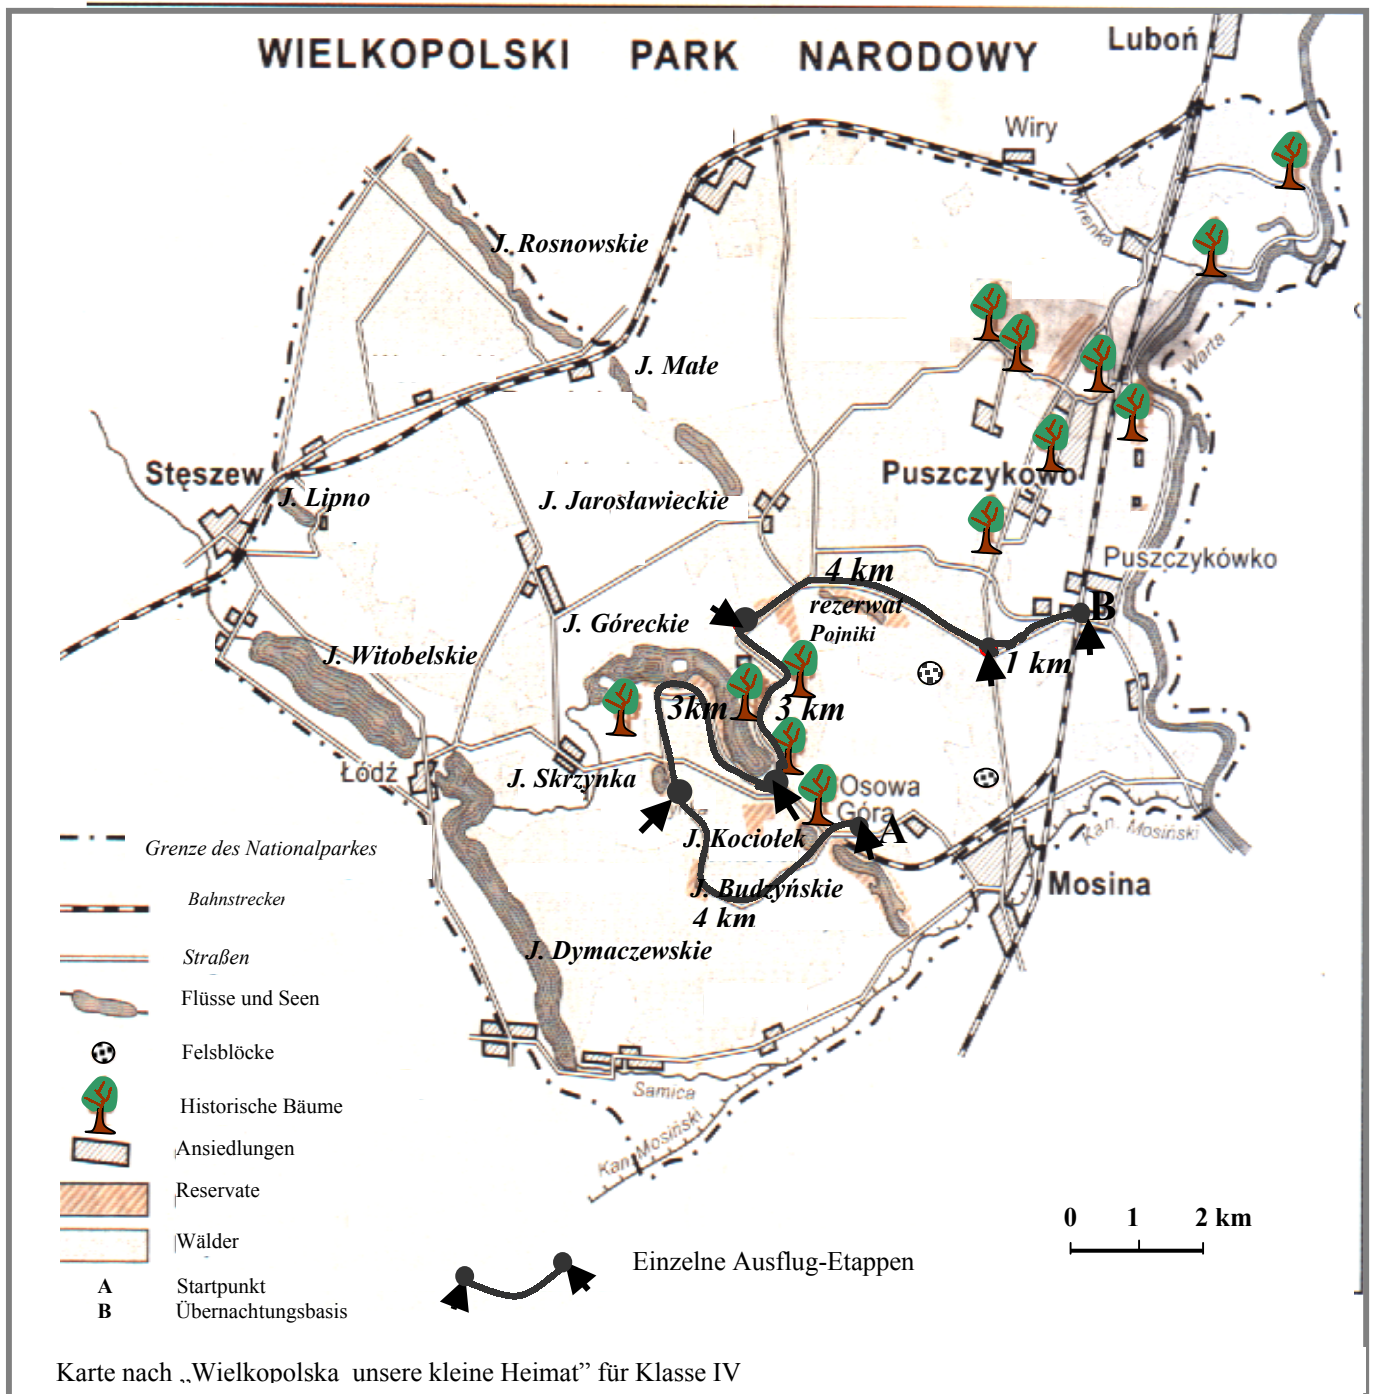 WIELKOPOLSKI PARK NARODOWY
Luboń
Wiry
Wirenka
J. Rosnowskie
Warta
J. Małe
Stęszew
J. Lipno
J. Jarosławieckie
Puszczykowo
Puszczykówko
4 km
rezerwat
Pojniki
B
J. Góreckie
1 km
J. Witobelskie
3km
3 km
Łódź
J. Skrzynka
Osowa
Góra
A
J. Kociołek
Kan. Mosiński
Mosina
J. Budzyńskie
4 km
J. Dymaczewskie
Samica
Kan. Mosiński
Grenze des Nationalparkes
Bahnstrecken
Straßen
Flüsse und Seen
Felsblöcke
Historische Bäume
Ansiedlungen
Reservate
Wälder
A Startpunkt
B Übernachtungsbasis
Einzelne Ausflug-Etappen
0 1 2 km
Karte nach „Wielkopolska unsere kleine Heimat” für Klasse IV